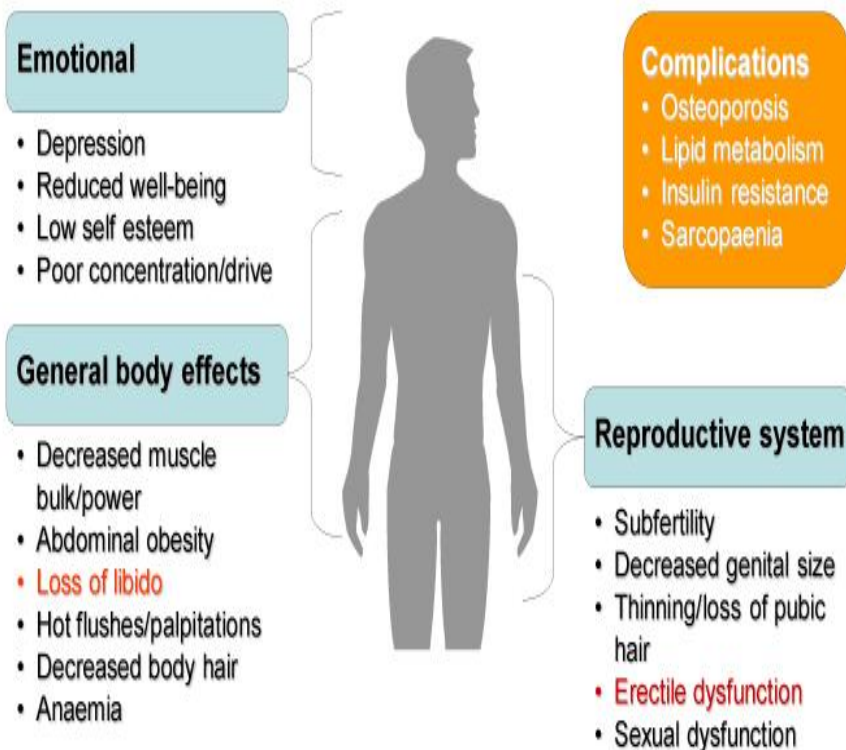 Emotional
• Depression
• Reduced well-being
• Low self esteem
• Poor concentration/drive
General body effects
• Decreased muscle
bulk/power
• Abdominal obesity
• Loss of libido
• Hot flushes/palpitations
• Decreased body hair
• Anaemia
Complications
• Osteoporosis
• Lipid metabolism
• Insulin resistance
• Sarcopaenia
Reproductive system
• Subfertility
• Decreased genital size
• Thinning/loss of pubic
hair
• Erectile dysfunction
• Sexual dysfunction